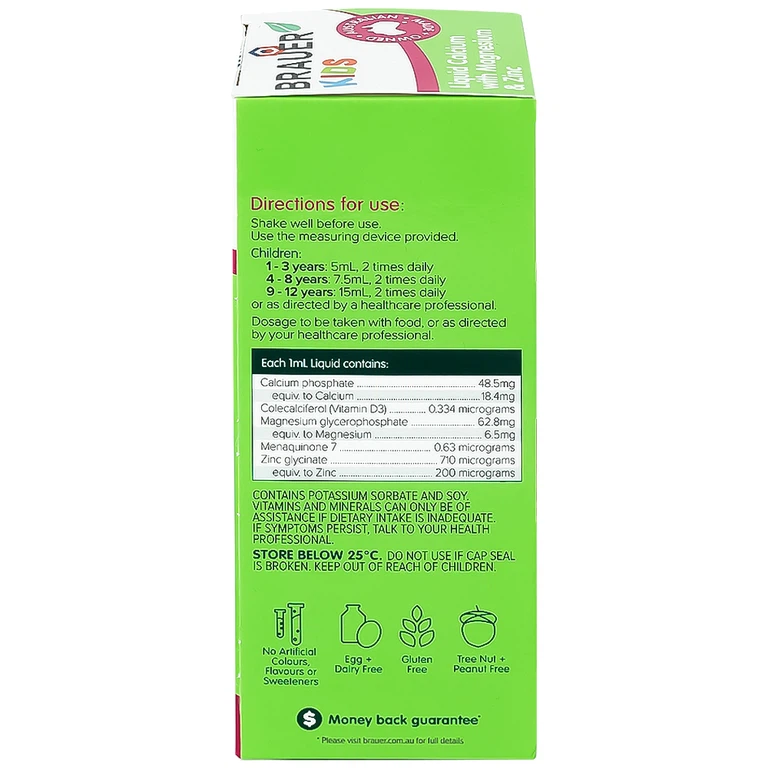 BRAUER
KIDS
AUSTRALIAN MADE
OWNED
Liquid Calcium
with Magnesium
& Zinc
Directions for use:
Shake well before use.
Use the measuring device provided.
Children:
1 - 3 years: 5mL, 2 times daily
4 - 8 years: 7.5mL, 2 times daily
9 - 12 years: 15mL, 2 times daily
or as directed by a healthcare professional.
Dosage to be taken with food, or as directed
by your healthcare professional.
Each 1mL Liquid contains:
Calcium phosphate 48.5mg
equiv. to Calcium 18.4mg
Colecalciferol (Vitamin D3) 0.334 micrograms
Magnesium glycerophosphate 62.8mg
equiv. to Magnesium 6.5mg
Menaquinone 7 0.63 micrograms
Zinc glycinate 710 micrograms
equiv. to Zinc 200 micrograms
CONTAINS POTASSIUM SORBATE AND SOY.
VITAMINS AND MINERALS CAN ONLY BE OF
ASSISTANCE IF DIETARY INTAKE IS INADEQUATE.
IF SYMPTOMS PERSIST, TALK TO YOUR HEALTH
PROFESSIONAL.
STORE BELOW 25°C. DO NOT USE IF CAP SEAL
IS BROKEN. KEEP OUT OF REACH OF CHILDREN.
No Artificial
Colours,
Flavours or
Sweeteners
Egg +
Dairy Free
Gluten
Free
Tree Nut +
Peanut Free
$ Money back guarantee*
* Please visit brauer.com.au for full details